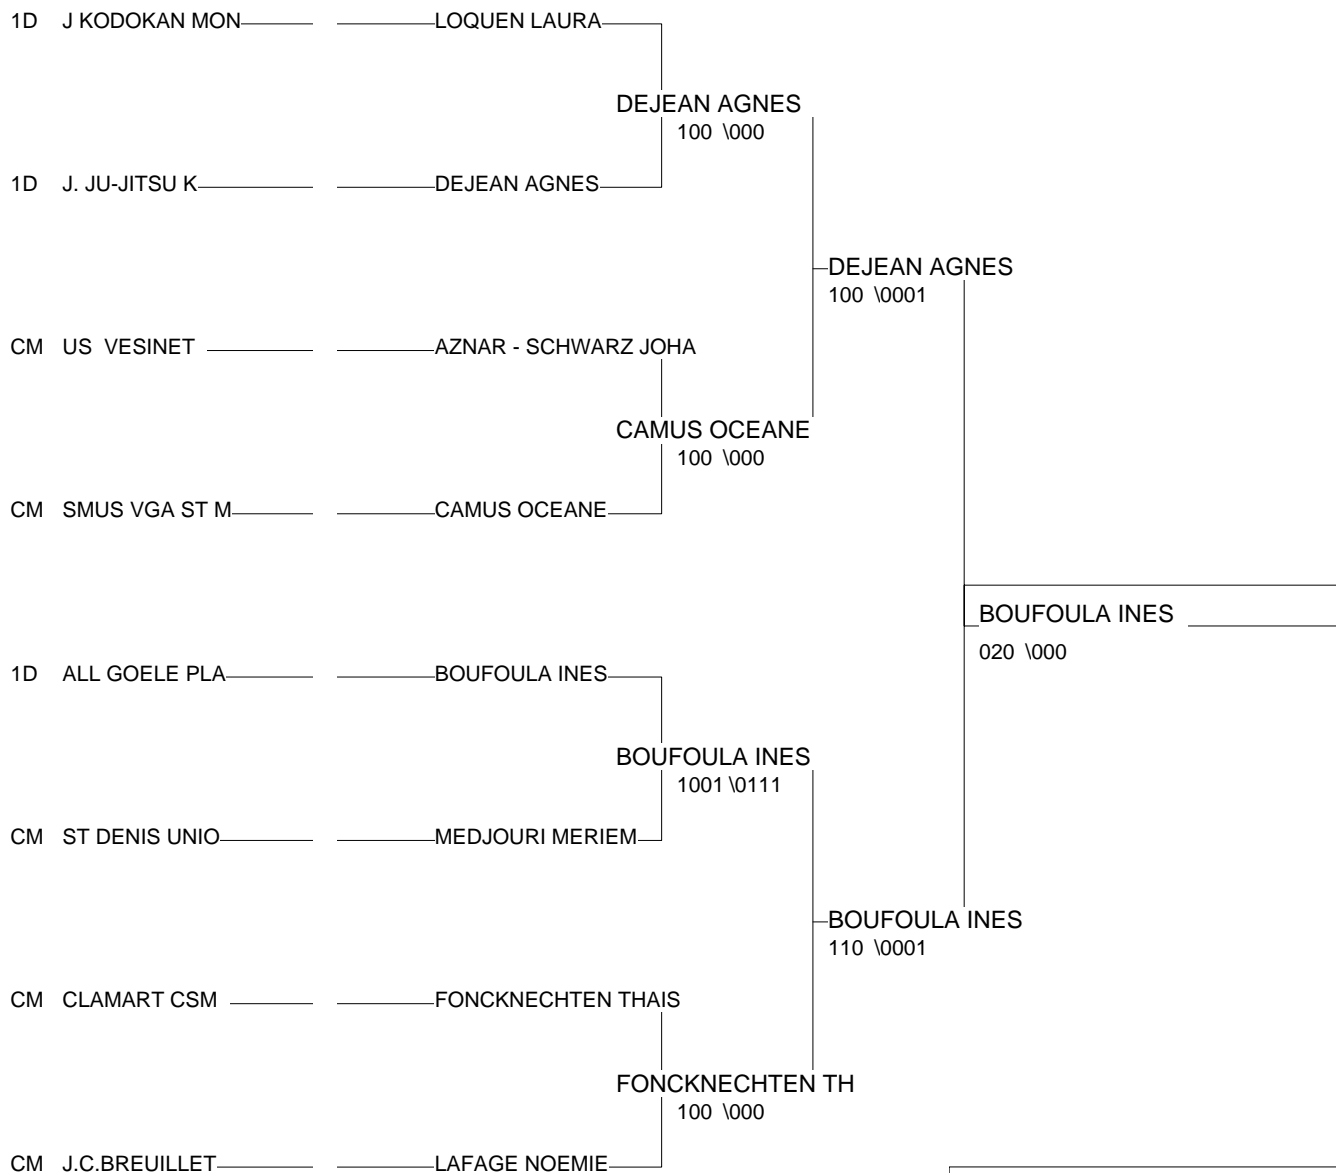 1D J KODOKAN MON LOQUEN LAURA
DEJEAN AGNES
100 \000
1D J. JU-JITSU K DEJEAN AGNES
DEJEAN AGNES
100 \0001
CM US VESINET AZNAR - SCHWARZ JOHA
CAMUS OCEANE
100 \000
CM SMUS VGA ST M CAMUS OCEANE
BOUFOULA INES
020 \000
1D ALL GOELE PLA BOUFOULA INES
BOUFOULA INES
1001 \0111
CM ST DENIS UNIO MEDJOURI MERIEM
BOUFOULA INES
110 \0001
CM CLAMART CSM FONCKNECHTEN THAIS
FONCKNECHTEN TH
100 \000
CM J.C.BREUILLET LAFAGE NOEMIE